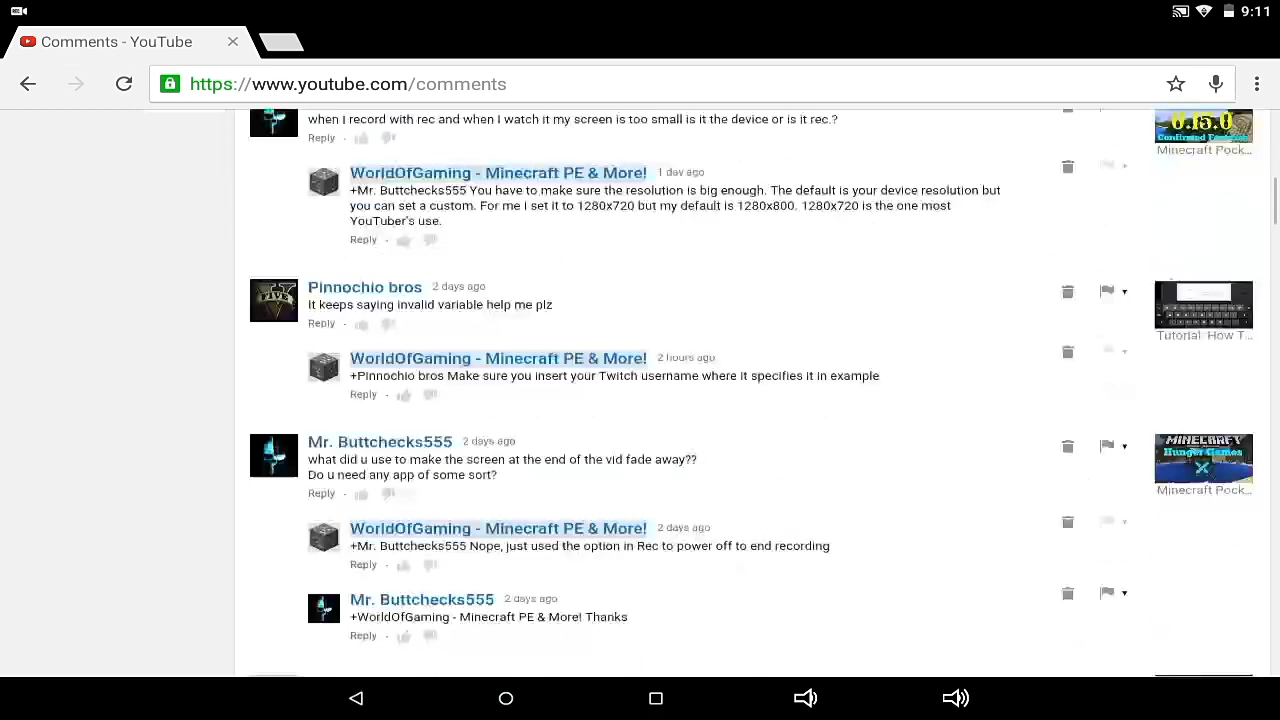 9:11
Comments - YouTube
https://www.youtube.com/comments
when I record with rec and when I watch it my screen is too small is it the device or is it rec.?
Reply
0.15.0
Confirmed Features
Minecraft Pock...
WorldOfGaming - Minecraft PE & More! 1 day ago
+Mr. Buttchecks555 You have to make sure the resolution is big enough. The default is your device resolution but
you can set a custom. For me I set it to 1280x720 but my default is 1280x800. 1280x720 is the one most
YouTuber's use.
Reply
Pinnochio bros 2 days ago
It keeps saying invalid variable help me plz
Reply
FIVE
Tutorial: How T...
WorldOfGaming - Minecraft PE & More! 2 hours ago
+Pinnochio bros Make sure you insert your Twitch username where it specifies it in example
Reply
Mr. Buttchecks555 2 days ago
what did u use to make the screen at the end of the vid fade away??
Do u need any app of some sort?
Reply
MINECRAFT
Hunger Games
Minecraft Pock...
WorldOfGaming - Minecraft PE & More! 2 days ago
+Mr. Buttchecks555 Nope, just used the option in Rec to power off to end recording
Reply
Mr. Buttchecks555 2 days ago
+WorldOfGaming - Minecraft PE & More! Thanks
Reply